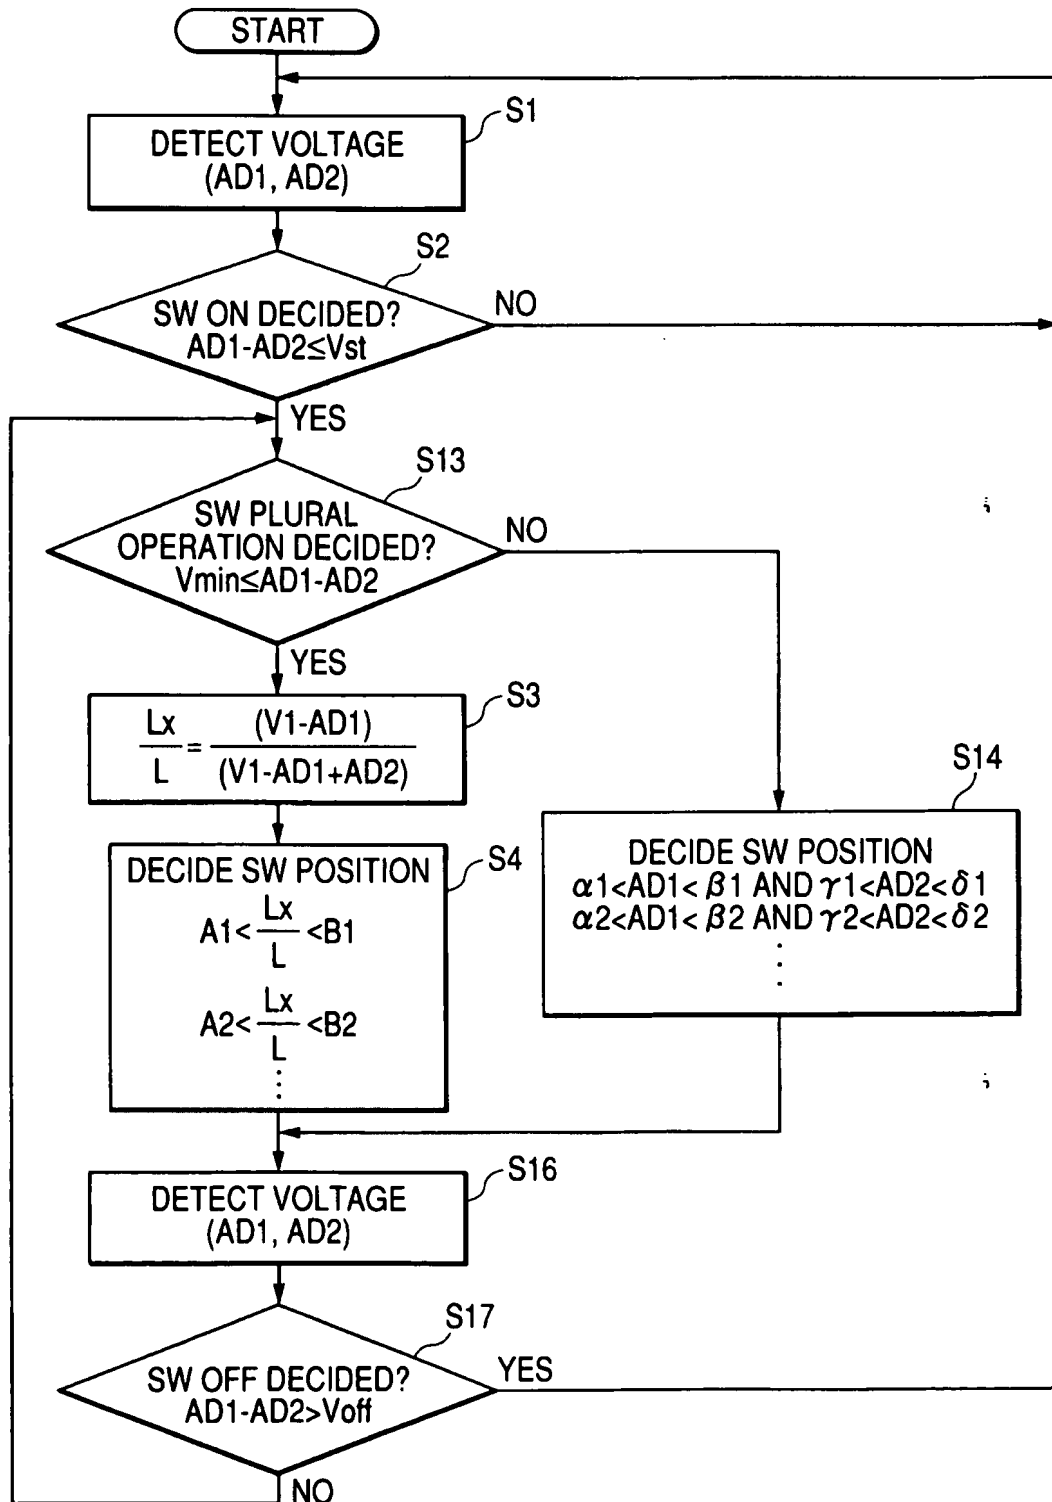 START
S1
DETECT VOLTAGE
(AD1, AD2)
S2
SW ON DECIDED?
AD1-AD2≤Vst
NO
YES
S13
SW PLURAL
OPERATION DECIDED?
Vmin≤AD1-AD2
NO
YES
S3
Lx/L = (V1-AD1)/(V1-AD1+AD2)
S14
DECIDE SW POSITION
α1<AD1<β1 AND γ1<AD2<δ1
α2<AD1<β2 AND γ2<AD2<δ2
⋮
S4
DECIDE SW POSITION
A1< Lx/L <B1
A2< Lx/L <B2
⋮
S16
DETECT VOLTAGE
(AD1, AD2)
S17
SW OFF DECIDED?
AD1-AD2>Voff
YES
NO